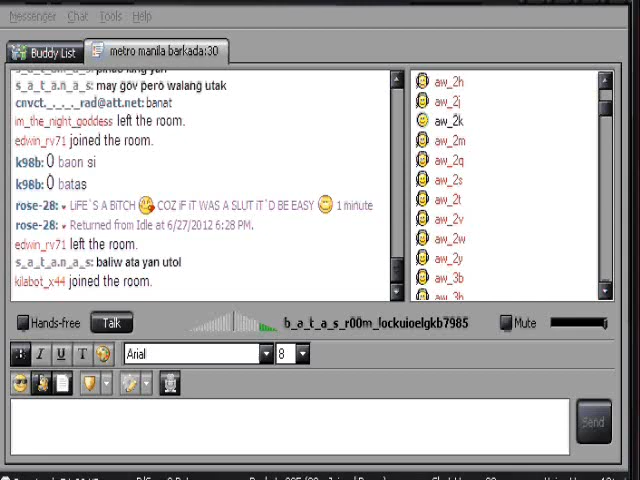 Messenger Chat Tools Help
Buddy List
metro manila barkada:30
s_a_t_a_n_a_s: may gov pero walang utak
cnvct._._._._rad@att.net: banat
im_the_night_goddess left the room.
edwin_rv71 joined the room.
k98b: 0 baon si
k98b: 0 batas
rose-28: LIFE`S A BITCH COZ IF iT WAS A SLUT iT`D BE EASY 1 minute
rose-28: Returned from Idle at 6/27/2012 6:28 PM.
edwin_rv71 left the room.
s_a_t_a_n_a_s: baliw ata yan utol
kilabot_x44 joined the room.
aw_2h
aw_2j
aw_2k
aw_2m
aw_2q
aw_2s
aw_2t
aw_2v
aw_2w
aw_2y
aw_3b
Hands-free
Talk
b_a_t_a_s_r00m_lockuioelgkb7985
Mute
B I U T
Arial
8
Send